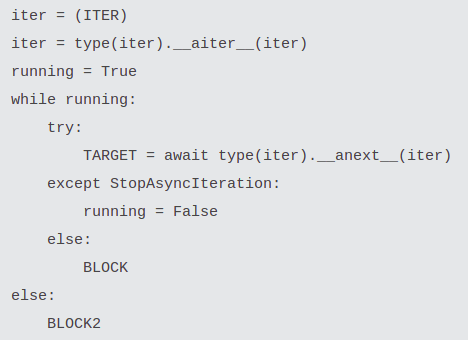 iter = (ITER)
iter = type(iter).__aiter__(iter)
running = True
while running:
    try:
        TARGET = await type(iter).__anext__(iter)
    except StopAsyncIteration:
        running = False
    else:
        BLOCK
else:
    BLOCK2